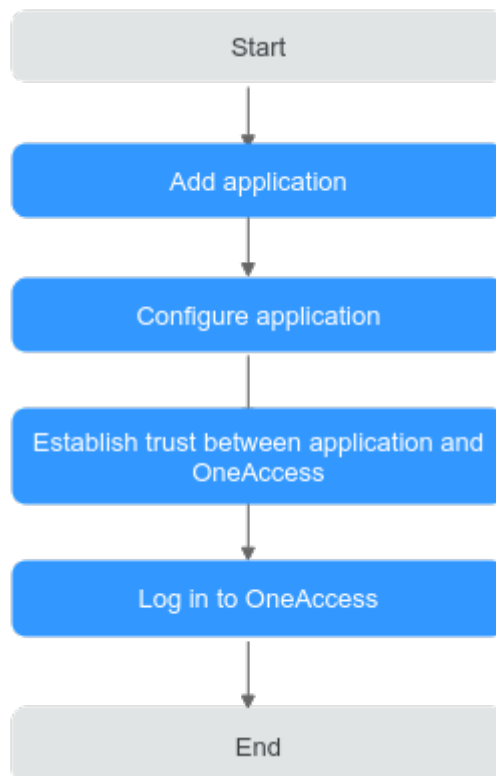 Start
Add application
Configure application
Establish trust between application and
OneAccess
Log in to OneAccess
End